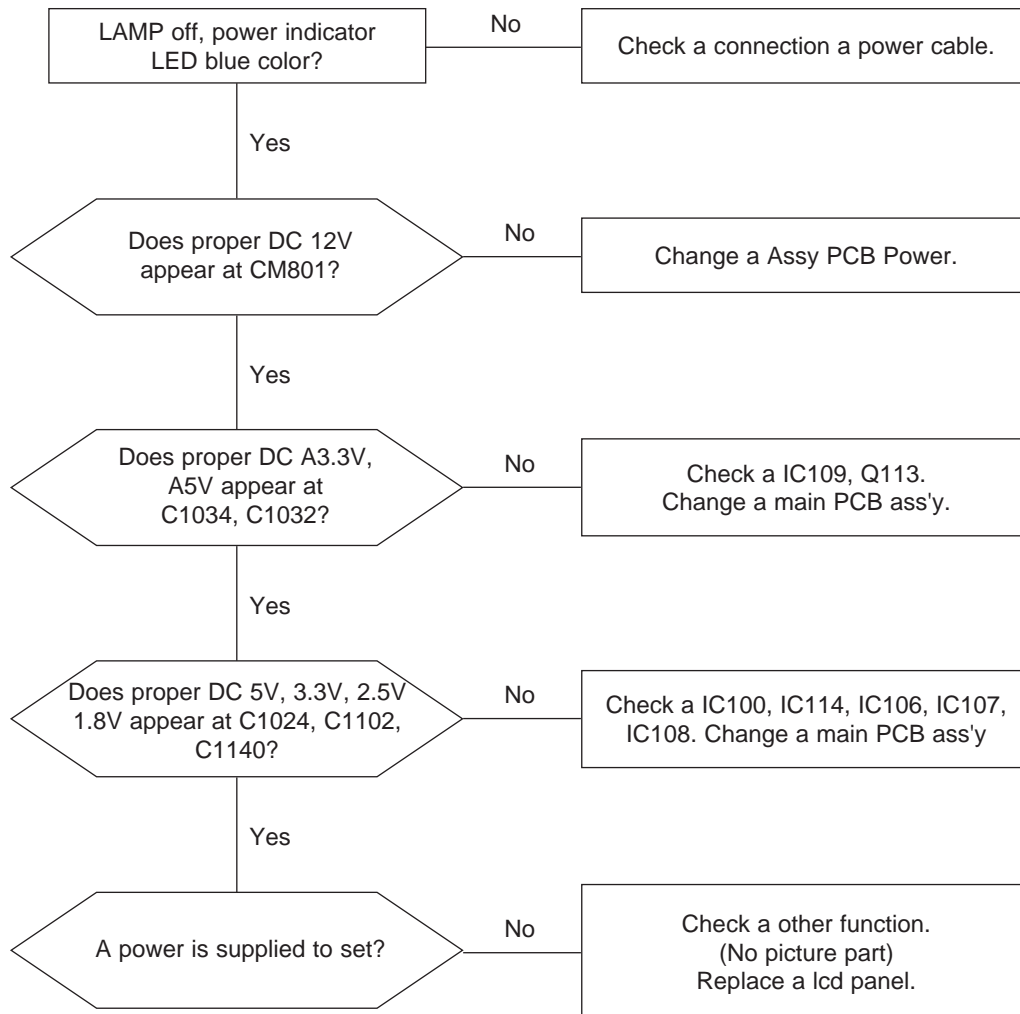 LAMP off, power indicator
LED blue color?
No
Check a connection a power cable.
Yes
Does proper DC 12V
appear at CM801?
No
Change a Assy PCB Power.
Yes
Does proper DC A3.3V,
A5V appear at
C1034, C1032?
No
Check a IC109, Q113.
Change a main PCB ass'y.
Yes
Does proper DC 5V, 3.3V, 2.5V
1.8V appear at C1024, C1102,
C1140?
No
Check a IC100, IC114, IC106, IC107,
IC108. Change a main PCB ass'y
Yes
A power is supplied to set?
No
Check a other function.
(No picture part)
Replace a lcd panel.